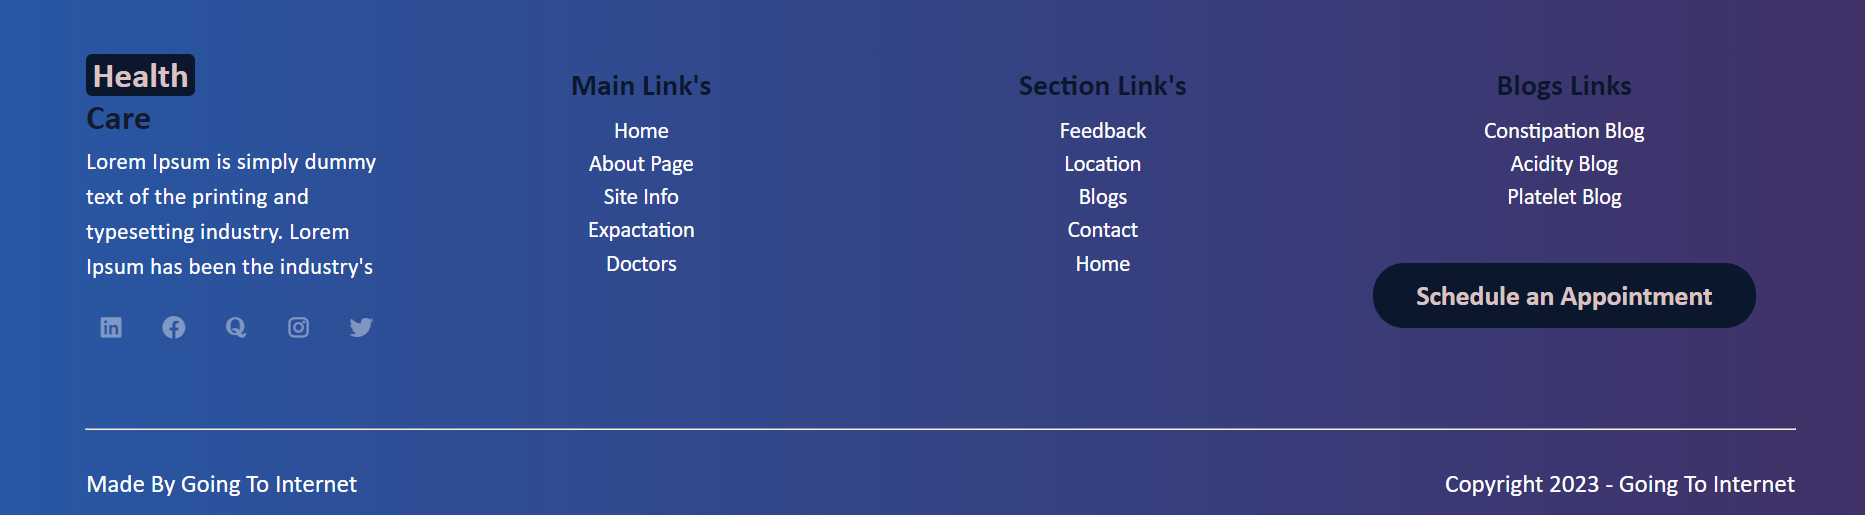 Health
Care
Lorem Ipsum is simply dummy
text of the printing and
typesetting industry. Lorem
Ipsum has been the industry's
Main Link's
Home
About Page
Site Info
Expactation
Doctors
Section Link's
Feedback
Location
Blogs
Contact
Home
Blogs Links
Constipation Blog
Acidity Blog
Platelet Blog
Schedule an Appointment
Made By Going To Internet
Copyright 2023 - Going To Internet